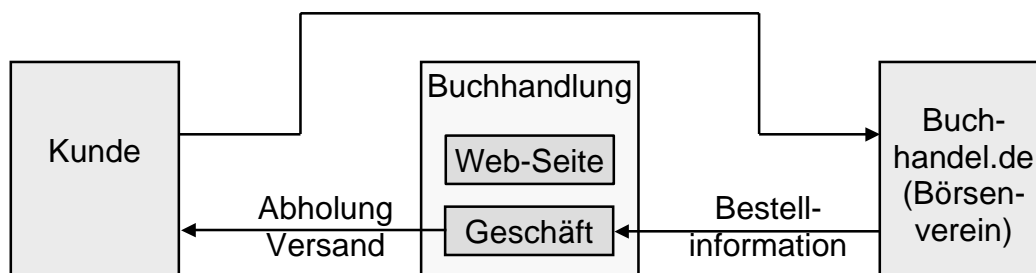 Kunde
Abholung
Versand
Buchhandlung
Web-Seite
Geschäft
Bestell-
information
Buch-
handel.de
(Börsen-
verein)